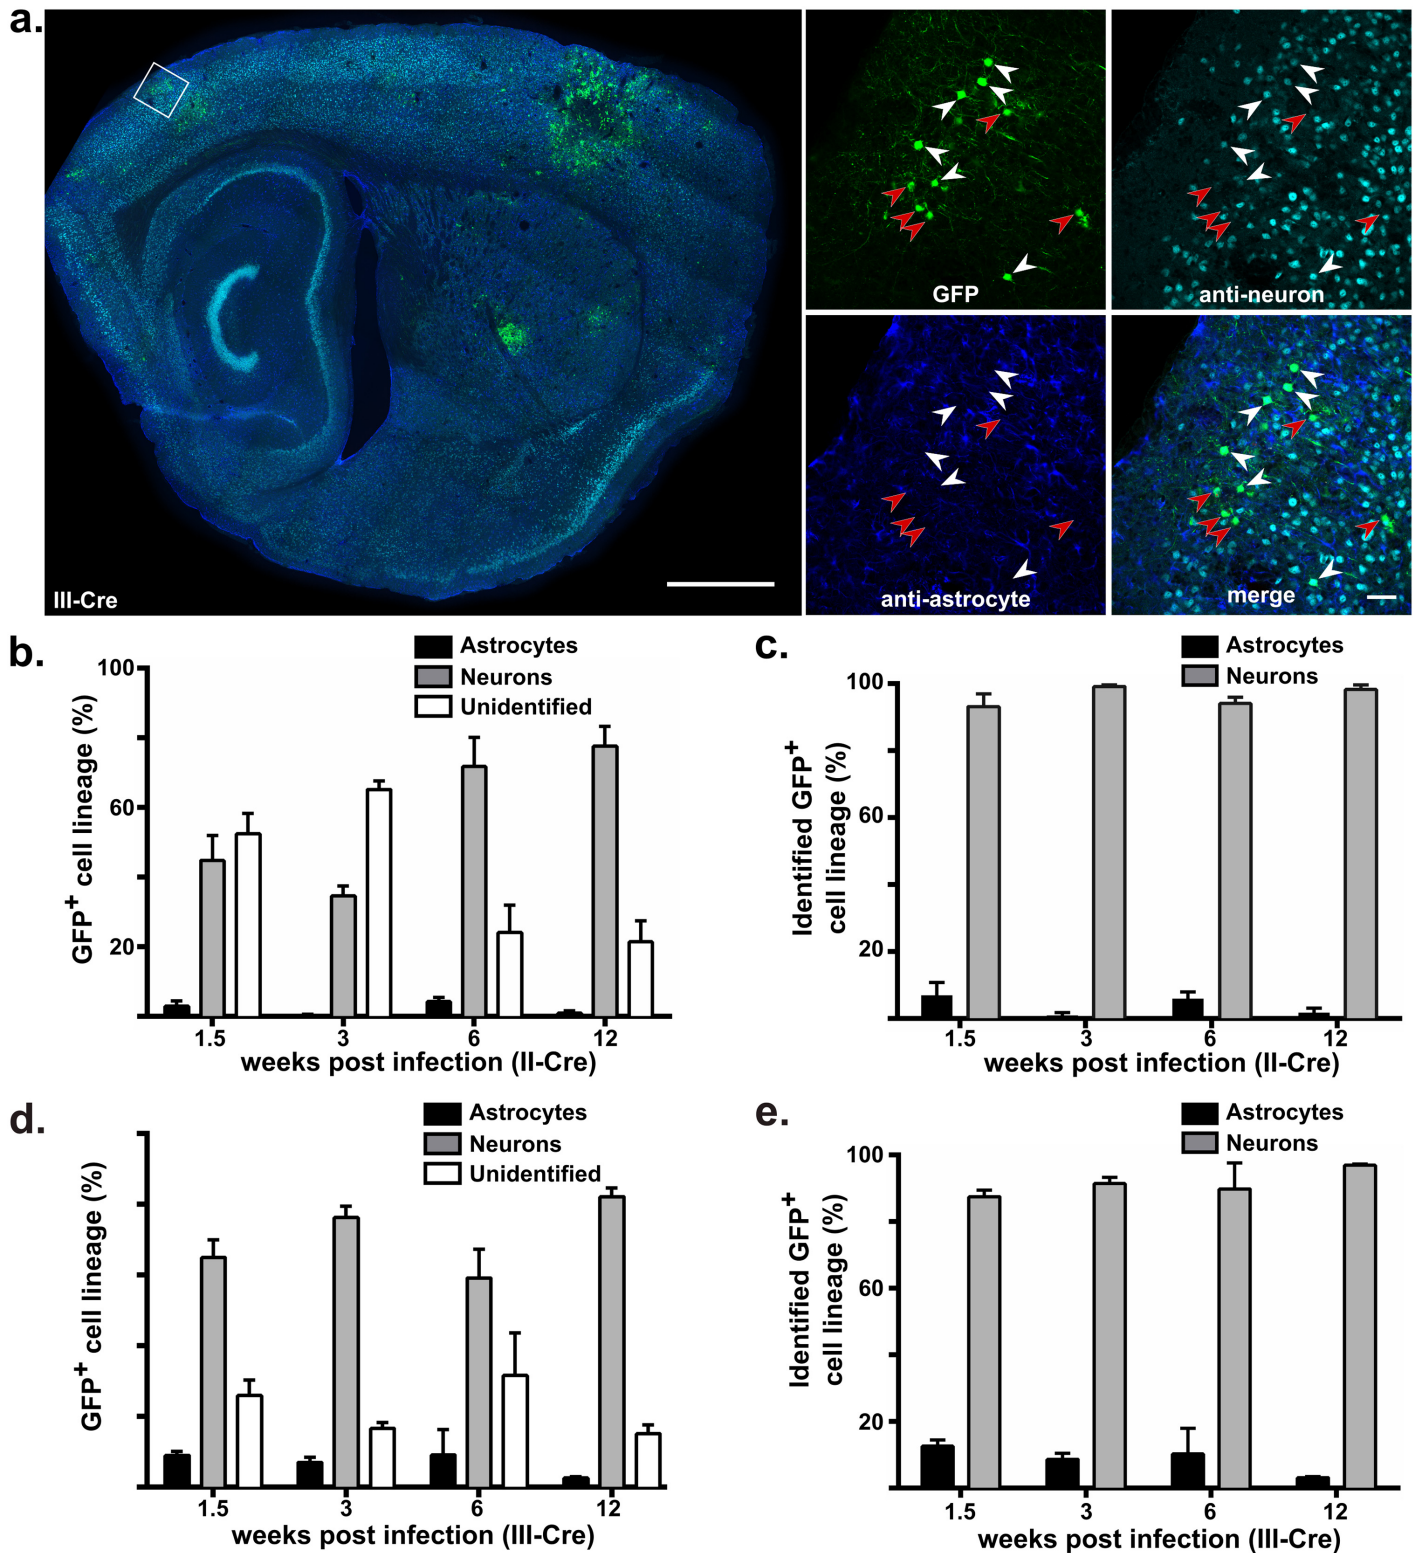 a.
III-Cre
GFP
anti-neuron
anti-astrocyte
merge
b.
Astrocytes
Neurons
Unidentified
GFP+ cell lineage (%)
100
60
20
1.5 3 6 12
weeks post infection (II-Cre)
c.
Astrocytes
Neurons
Identified GFP+
cell lineage (%)
100
60
20
1.5 3 6 12
weeks post infection (II-Cre)
d.
Astrocytes
Neurons
Unidentified
GFP+ cell lineage (%)
1.5 3 6 12
weeks post infection (III-Cre)
e.
Astrocytes
Neurons
Identified GFP+
cell lineage (%)
100
60
20
1.5 3 6 12
weeks post infection (III-Cre)